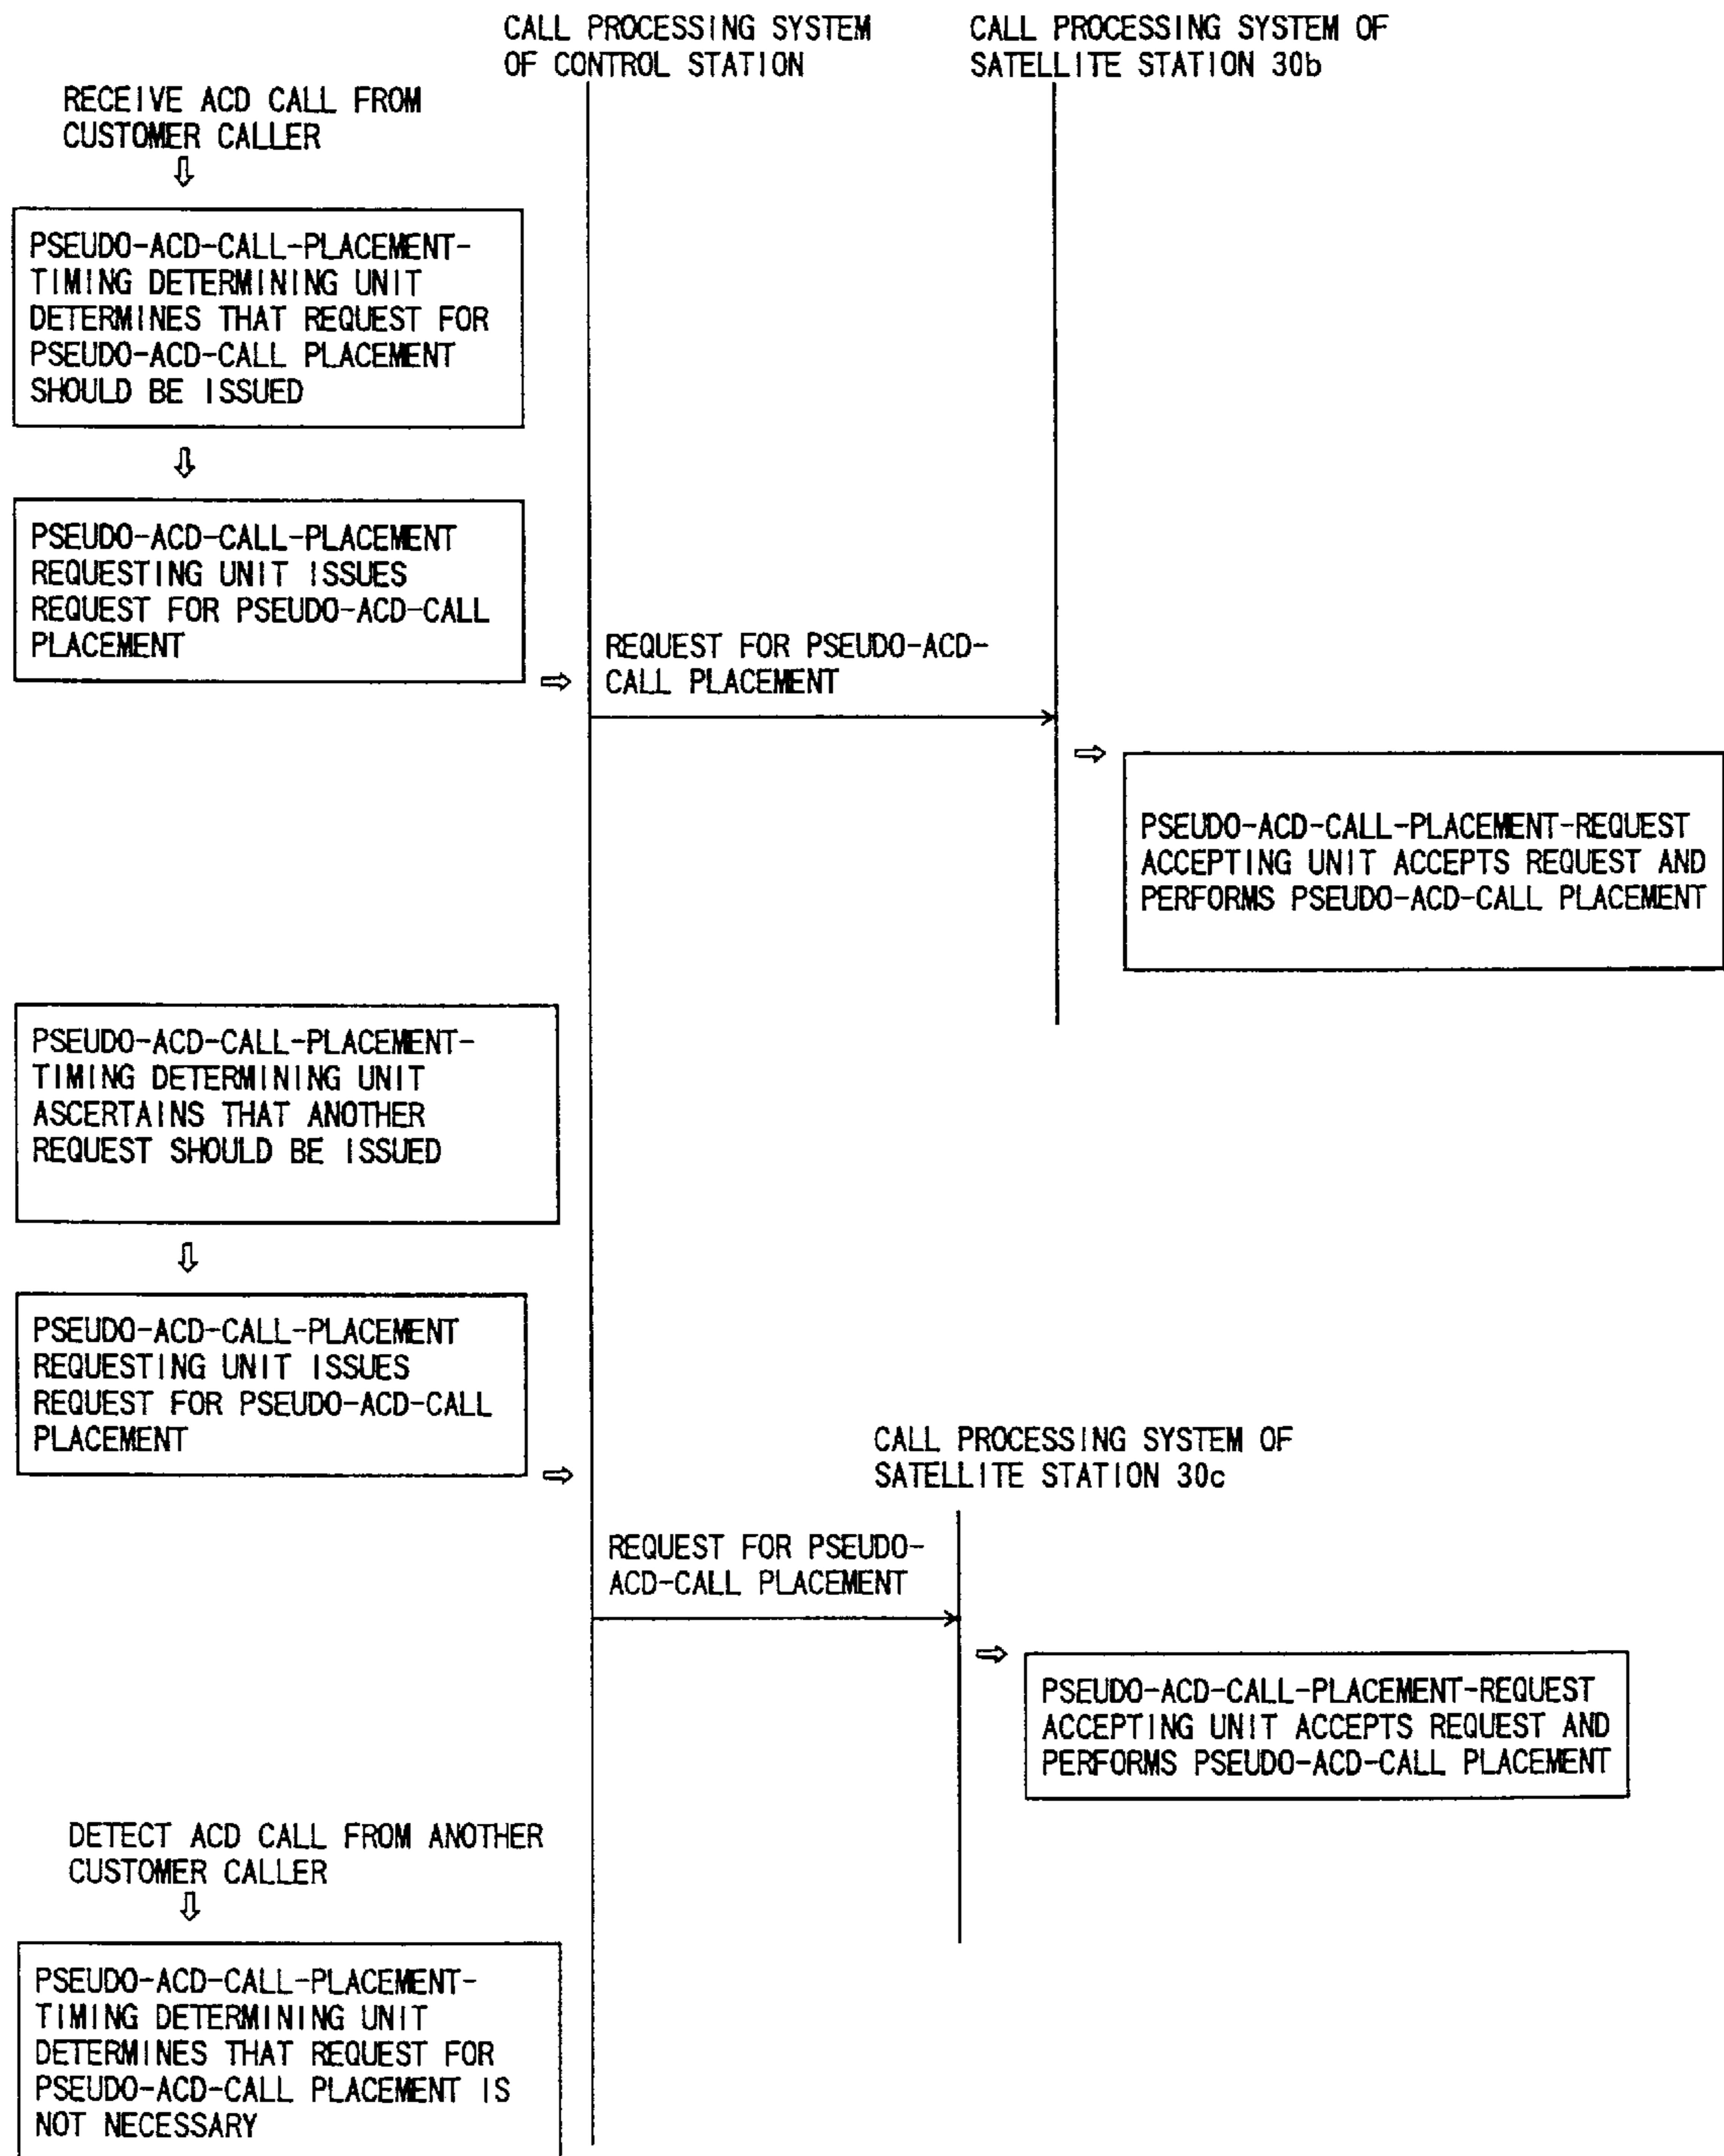 CALL PROCESSING SYSTEM
OF CONTROL STATION
CALL PROCESSING SYSTEM OF
SATELLITE STATION 30b
RECEIVE ACD CALL FROM
CUSTOMER CALLER
PSEUDO-ACD-CALL-PLACEMENT-
TIMING DETERMINING UNIT
DETERMINES THAT REQUEST FOR
PSEUDO-ACD-CALL PLACEMENT
SHOULD BE ISSUED
PSEUDO-ACD-CALL-PLACEMENT
REQUESTING UNIT ISSUES
REQUEST FOR PSEUDO-ACD-CALL
PLACEMENT
REQUEST FOR PSEUDO-ACD-
CALL PLACEMENT
PSEUDO-ACD-CALL-PLACEMENT-REQUEST
ACCEPTING UNIT ACCEPTS REQUEST AND
PERFORMS PSEUDO-ACD-CALL PLACEMENT
PSEUDO-ACD-CALL-PLACEMENT-
TIMING DETERMINING UNIT
ASCERTAINS THAT ANOTHER
REQUEST SHOULD BE ISSUED
PSEUDO-ACD-CALL-PLACEMENT
REQUESTING UNIT ISSUES
REQUEST FOR PSEUDO-ACD-CALL
PLACEMENT
CALL PROCESSING SYSTEM OF
SATELLITE STATION 30c
REQUEST FOR PSEUDO-
ACD-CALL PLACEMENT
PSEUDO-ACD-CALL-PLACEMENT-REQUEST
ACCEPTING UNIT ACCEPTS REQUEST AND
PERFORMS PSEUDO-ACD-CALL PLACEMENT
DETECT ACD CALL FROM ANOTHER
CUSTOMER CALLER
PSEUDO-ACD-CALL-PLACEMENT-
TIMING DETERMINING UNIT
DETERMINES THAT REQUEST FOR
PSEUDO-ACD-CALL PLACEMENT IS
NOT NECESSARY